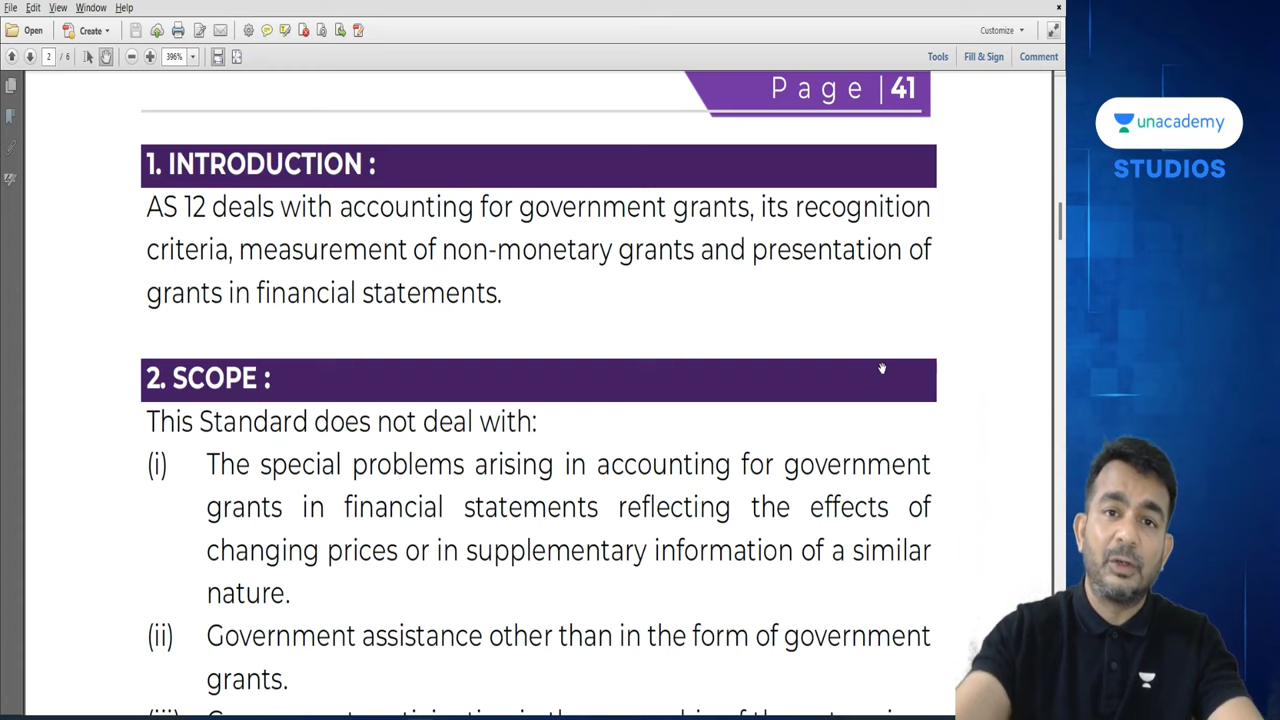 File Edit View Window Help
Open Create Customize
2 / 6 396% Tools Fill & Sign Comment
Page | 41
unacademy
STUDIOS
1. INTRODUCTION :
AS 12 deals with accounting for government grants, its recognition
criteria, measurement of non-monetary grants and presentation of
grants in financial statements.
2. SCOPE :
This Standard does not deal with:
(i) The special problems arising in accounting for government
grants in financial statements reflecting the effects of
changing prices or in supplementary information of a similar
nature.
(ii) Government assistance other than in the form of government
grants.